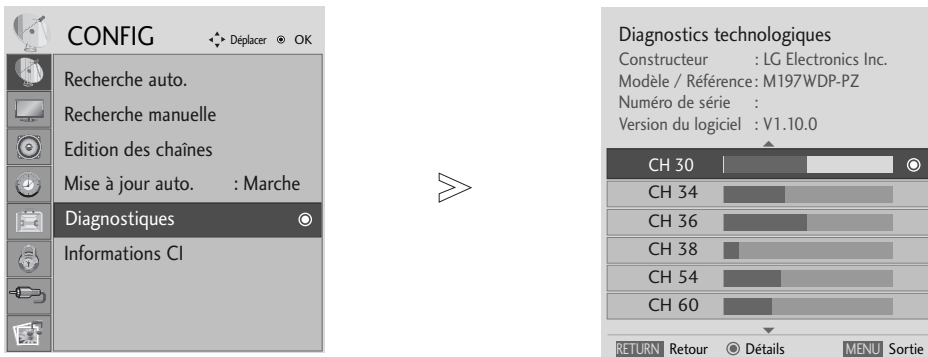 CONFIG Déplacer OK
Recherche auto.
Recherche manuelle
Edition des chaînes
Mise à jour auto. : Marche
Diagnostiques
Informations CI
Diagnostics technologiques
Constructeur : LG Electronics Inc.
Modèle / Référence : M197WDP-PZ
Numéro de série :
Version du logiciel : V1.10.0
CH 30
CH 34
CH 36
CH 38
CH 54
CH 60
RETURN Retour Détails MENU Sortie